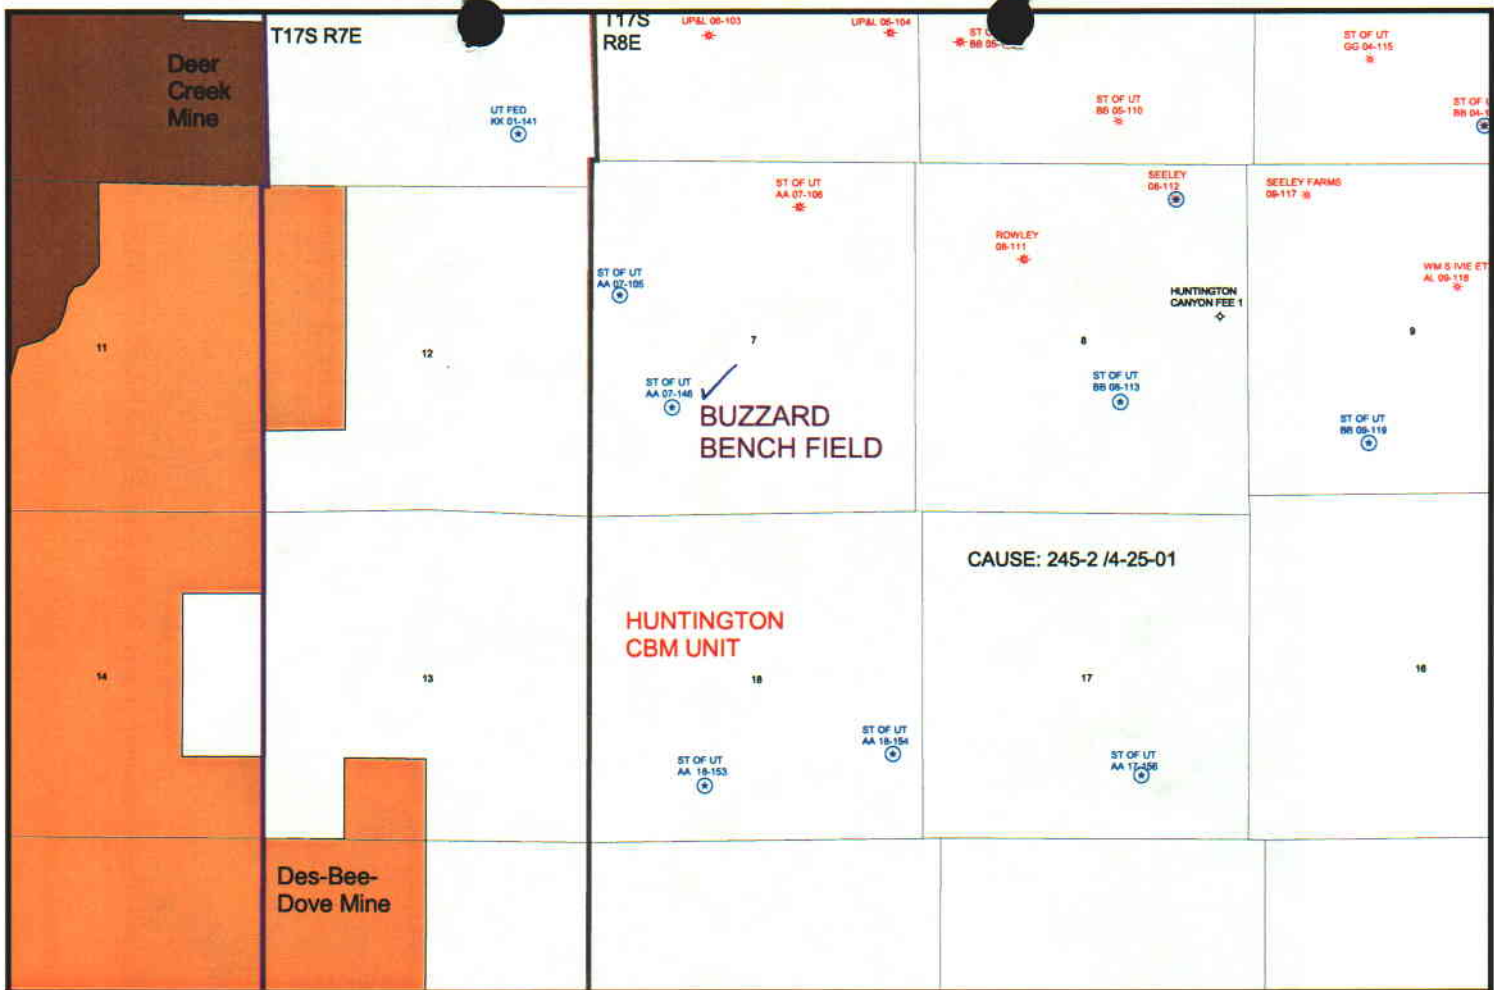 T17S R7E
T17S
R8E
UP&L 06-103
UP&L 06-104
ST OF UT
GG 04-115
Deer
Creek
Mine
UT FED
KK 01-141
ST OF UT
BB 05-110
ST OF
BB 04-
ST OF UT
AA 07-106
SEELEY
08-112
SEELEY FARMS
09-117
ROWLEY
08-111
ST OF UT
AA 07-105
WM S IVIE ET
AL 09-118
HUNTINGTON
CANYON FEE 1
11
12
7
8
9
ST OF UT
AA 07-146
ST OF UT
BB 08-113
BUZZARD
BENCH FIELD
ST OF UT
BB 09-119
CAUSE: 245-2 /4-25-01
HUNTINGTON
CBM UNIT
14
13
18
17
16
ST OF UT
AA 18-154
ST OF UT
AA 18-153
ST OF UT
AA 17-156
Des-Bee-
Dove Mine